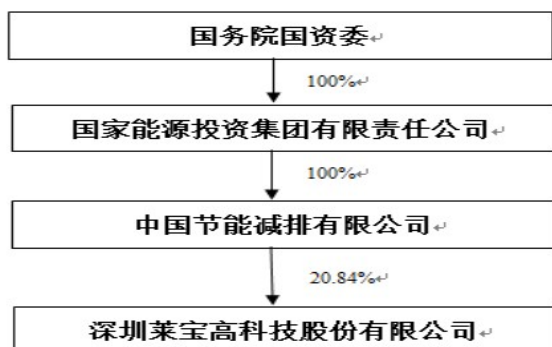 国务院国资委
100%
国家能源投资集团有限责任公司
100%
中国节能减排有限公司
20.84%
深圳莱宝高科技股份有限公司